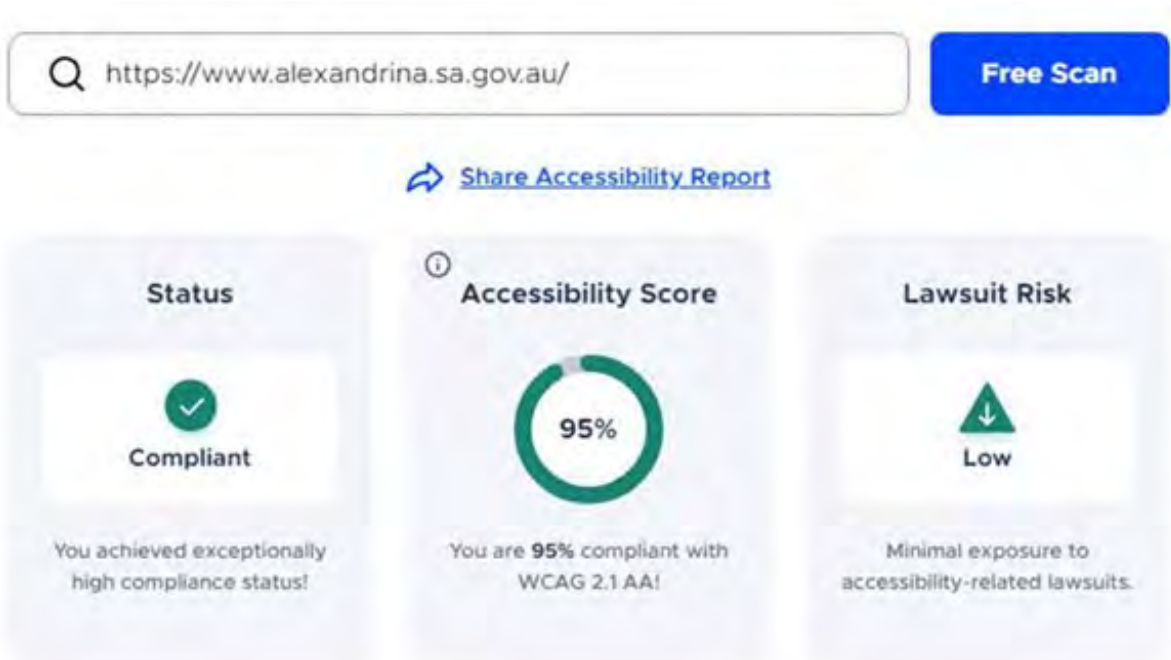 https://www.alexandrina.sa.gov.au/
Free Scan
Share Accessibility Report
Status
Compliant
You achieved exceptionally
high compliance status!
Accessibility Score
95%
You are 95% compliant with
WCAG 2.1 AA!
Lawsuit Risk
Low
Minimal exposure to
accessibility-related lawsuits.